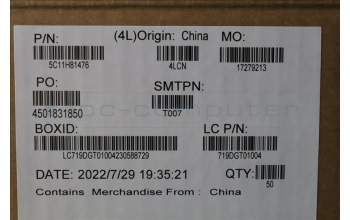 P/N: (4L)Origin: China MO:
5C11H81476 4LCN 17279213
PO: SMTPN:
4501831850 T007
BOXID: LC P/N:
LC719DGT01004230588729 719DGT01004
DATE: 2022/7/29 19:35:21 QTY:
50
Contains Merchandise From : China